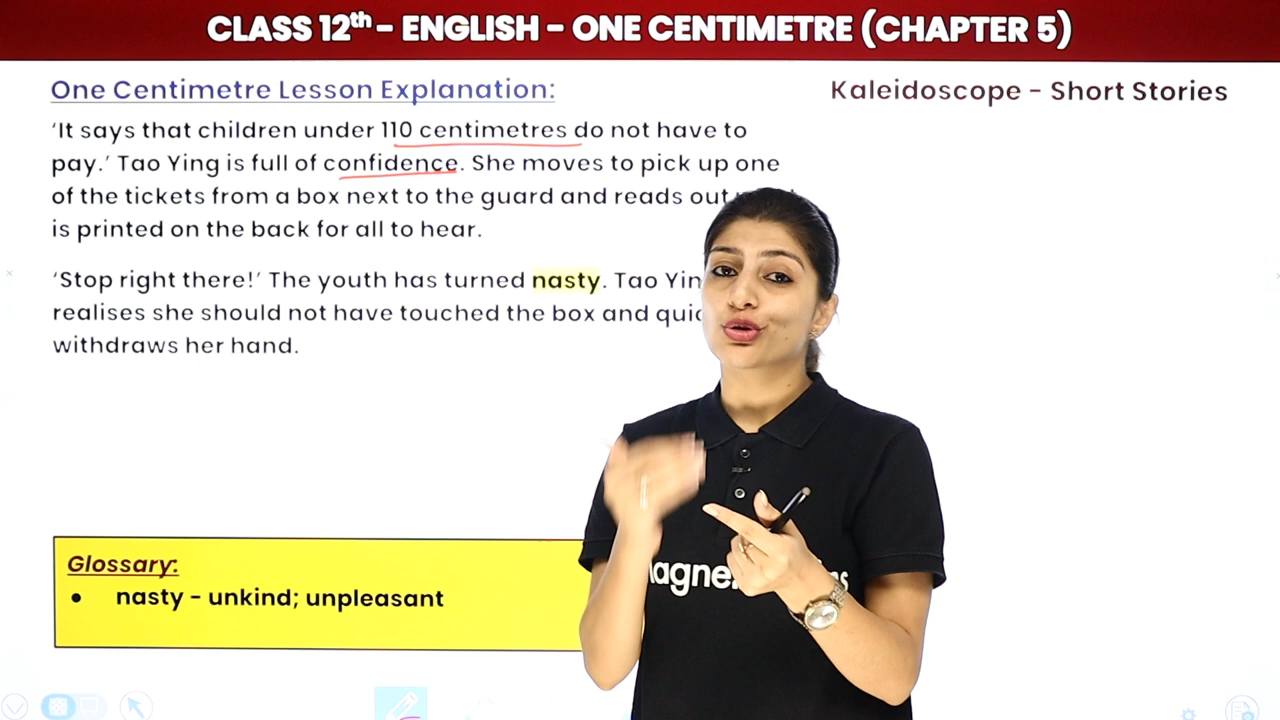 CLASS 12th - ENGLISH - ONE CENTIMETRE (CHAPTER 5)
One Centimetre Lesson Explanation:
Kaleidoscope - Short Stories
‘It says that children under 110 centimetres do not have to
pay.’ Tao Ying is full of confidence. She moves to pick up one
of the tickets from a box next to the guard and reads out
is printed on the back for all to hear.
‘Stop right there!’ The youth has turned nasty. Tao
realises she should not have touched the box and
withdraws her hand.
Glossary:
• nasty - unkind; unpleasant